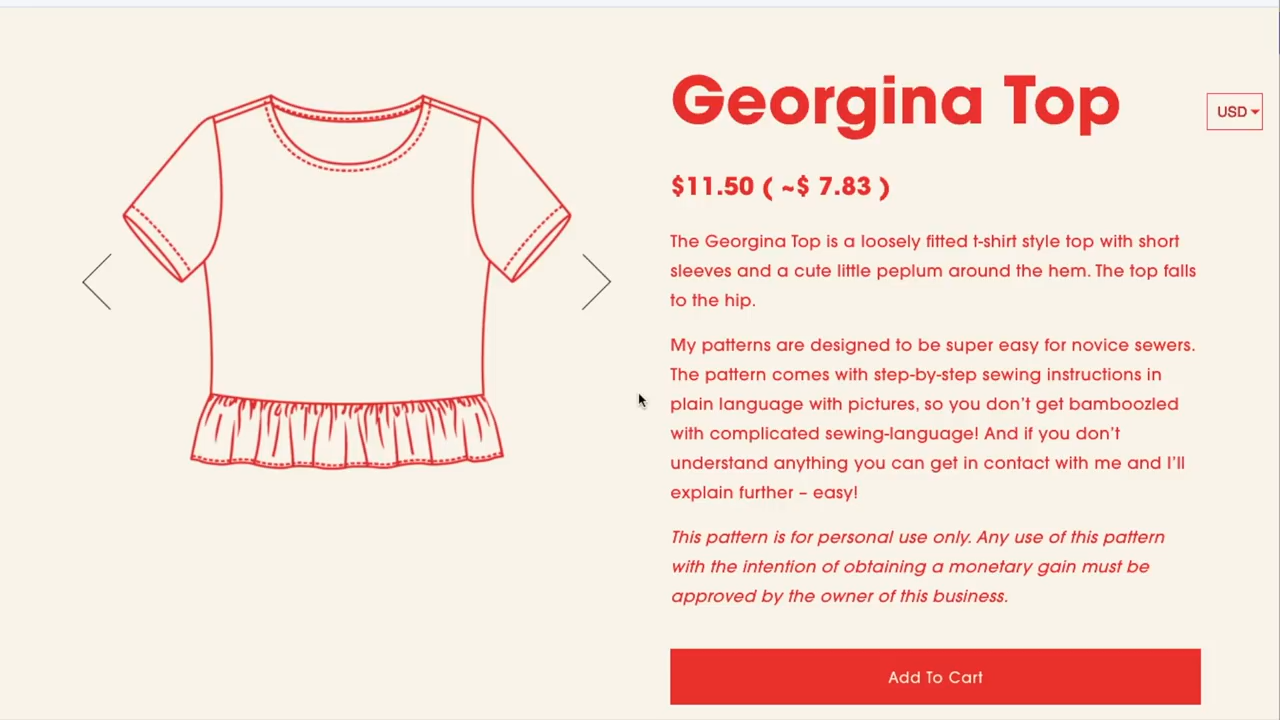 Georgina Top
USD
$11.50 ( ~$ 7.83 )
The Georgina Top is a loosely fitted t-shirt style top with short
sleeves and a cute little peplum around the hem. The top falls
to the hip.
My patterns are designed to be super easy for novice sewers.
The pattern comes with step-by-step sewing instructions in
plain language with pictures, so you don’t get bamboozled
with complicated sewing-language! And if you don’t
understand anything you can get in contact with me and I’ll
explain further – easy!
This pattern is for personal use only. Any use of this pattern
with the intention of obtaining a monetary gain must be
approved by the owner of this business.
Add To Cart